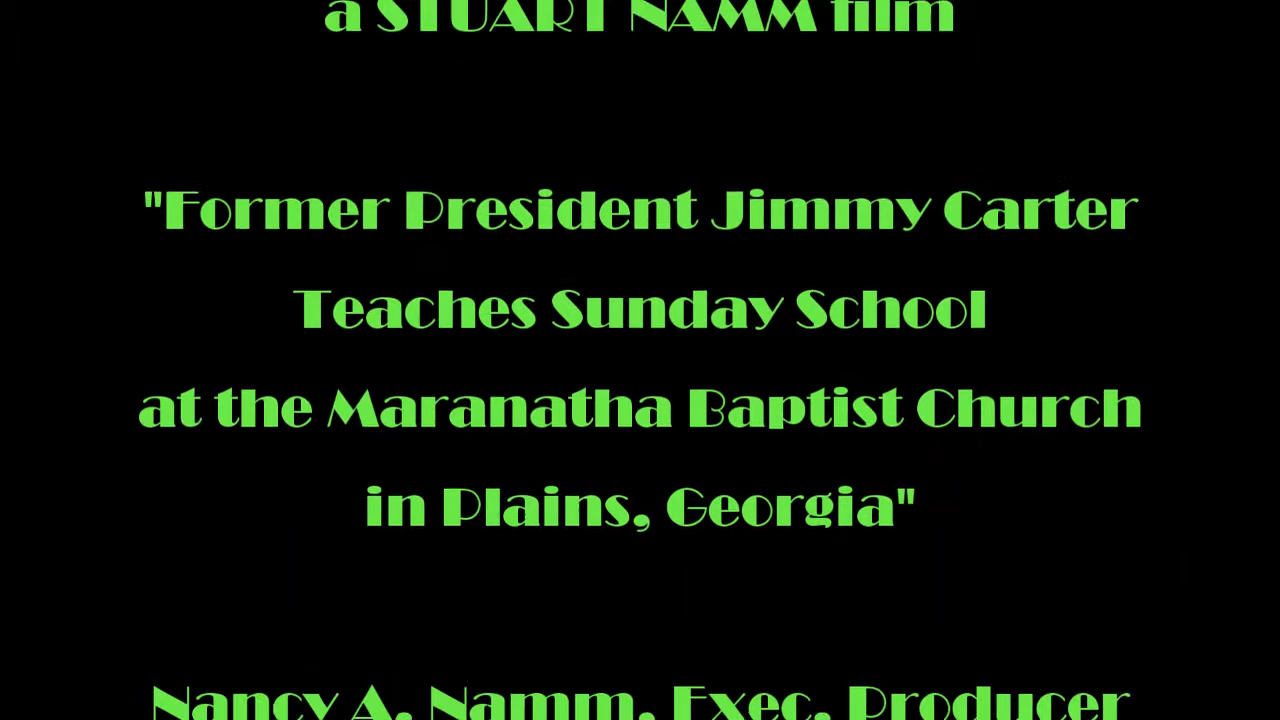 a STUART NAMM film
"Former President Jimmy Carter
Teaches Sunday School
at the Maranatha Baptist Church
in Plains, Georgia"
Nancy A. Namm, Exec. Producer